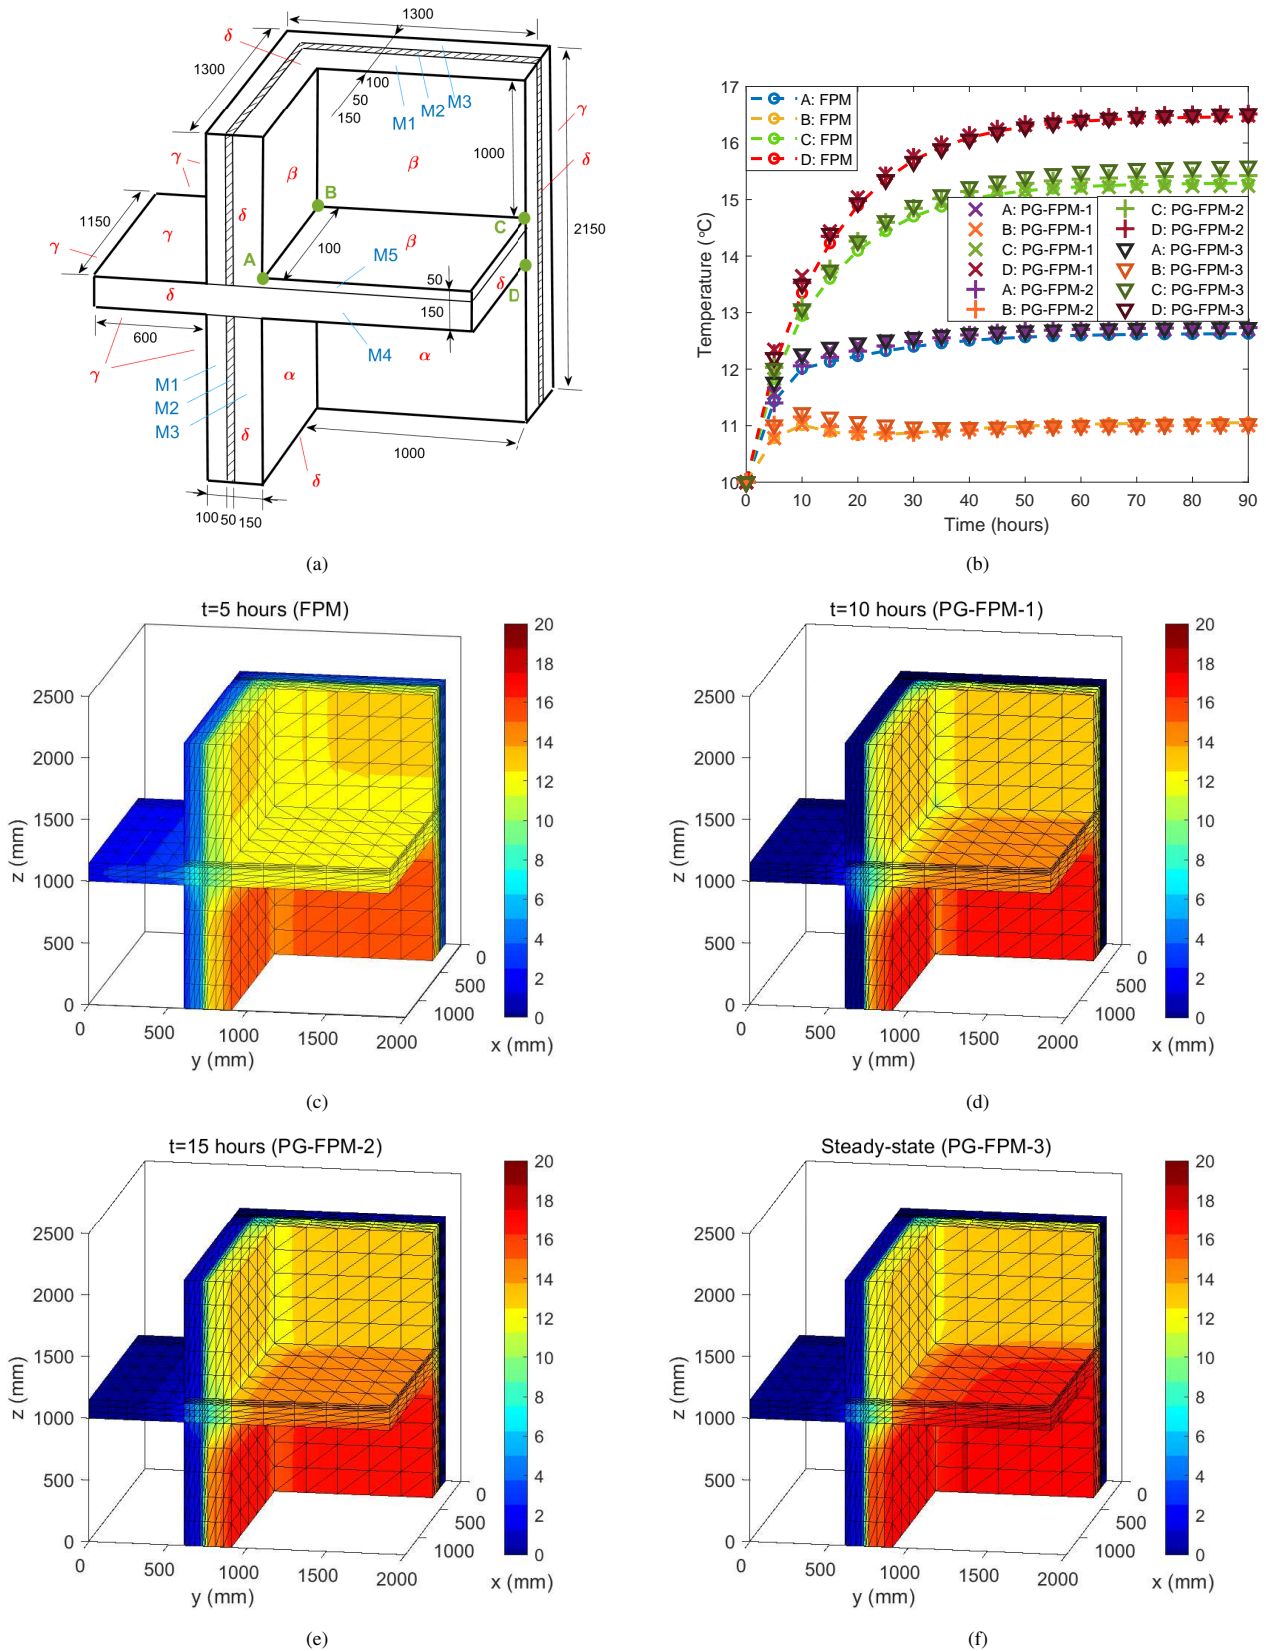 1300
δ
1300
100
50
150
M1
M2
M3
γ
γ
δ
1000
β
β
B
δ
γ
1150
γ
γ
2150
C
100
β
M5
A
50
δ
D
150
δ
M4
600
γ
α
α
M1
M2
M3
δ
1000
δ
100 50 150
(a)
17
16
15
14
13
12
11
10
Temperature (°C)
A: FPM
B: FPM
C: FPM
D: FPM
A: PG-FPM-1
B: PG-FPM-1
C: PG-FPM-1
D: PG-FPM-1
A: PG-FPM-2
B: PG-FPM-2
C: PG-FPM-2
D: PG-FPM-2
A: PG-FPM-3
B: PG-FPM-3
C: PG-FPM-3
D: PG-FPM-3
0 10 20 30 40 50 60 70 80 90
Time (hours)
(b)
t=5 hours (FPM)
2500
2000
1500
1000
500
0
z (mm)
0 500 1000 1500 2000
y (mm)
0
500
1000
x (mm)
20
18
16
14
12
10
8
6
4
2
0
(c)
t=10 hours (PG-FPM-1)
2500
2000
1500
1000
500
0
z (mm)
0 500 1000 1500 2000
y (mm)
0
500
1000
x (mm)
20
18
16
14
12
10
8
6
4
2
0
(d)
t=15 hours (PG-FPM-2)
2500
2000
1500
1000
500
0
z (mm)
0 500 1000 1500 2000
y (mm)
0
500
1000
x (mm)
20
18
16
14
12
10
8
6
4
2
0
(e)
Steady-state (PG-FPM-3)
2500
2000
1500
1000
500
0
z (mm)
0 500 1000 1500 2000
y (mm)
0
500
1000
x (mm)
20
18
16
14
12
10
8
6
4
2
0
(f)